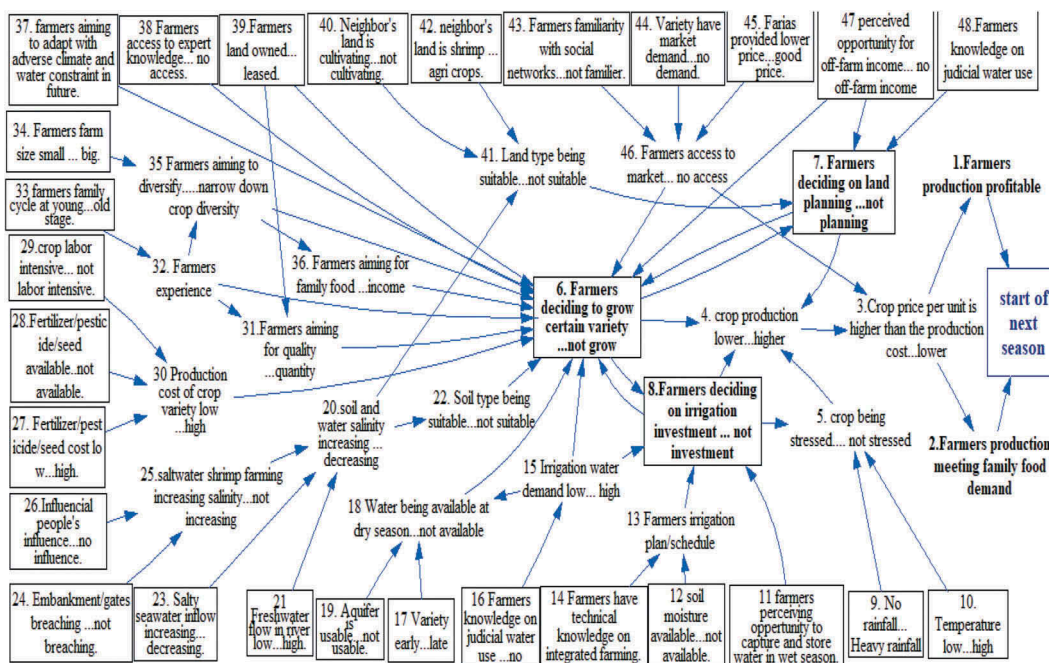 37. farmers aiming
to adapt with
adverse climate and
water constraint in
future.
38 Farmers
access to expert
knowledge... no
access.
39. Farmers
land owned...
leased.
40. Neighbor's
land is
cultivating...not
cultivating.
42. neighbor's
land is shrimp ...
agri crops.
43. Farmers familiarity
with social
networks...not familier.
44. Variety have
market
demand...no
demand.
45. Farias
provided lower
price...good
price.
47 perceived
opportunity for
off-farm income... no
off-farm income
48. Farmers
knowledge on
judicial water use
34. Farmers farm
size small ... big.
35 Farmers aiming to
diversify.....narrow down
crop diversity
41. Land type being
suitable...not suitable
46. Farmers access to
market... no access
7. Farmers
deciding on land
planning ...not
planning
1.Farmers
production profitable
33 farmers family
cycle at young...old
stage.
32. Farmers
experience
36. Farmers aiming for
family food ...income
29.crop labor
intensive... not
labor intensive.
31.Farmers aiming
for quality
...quantity
6. Farmers
deciding to grow
certain variety
...not grow
4. crop production
lower...higher
3.Crop price per unit is
higher than the production
cost...lower
start of
next
season
28.Fertilizer/pestic
ide/seed
available..not
available.
30 Production
cost of crop
variety low
...high
27. Fertilizer/pest
icide/seed cost lo
w...high.
20.soil and
water salinity
increasing ...
decreasing
22. Soil type being
suitable...not suitable
8.Farmers deciding
on irrigation
investment ... not
investment
5. crop being
stressed.... not stressed
2.Farmers production
meeting family food
demand
25.saltwater shrimp farming
increasing salinity...not
increasing
26.Influencial
people's
influence...no
influence.
18 Water being available at
dry season...not available
15 Irrigation water
demand low... high
13 Farmers irrigation
plan/schedule
24. Embankment/gates
breaching ...not
breaching.
23. Salty
seawater inflow
increasing...
decreasing.
21
Freshwater
flow in river
low...high.
19. Aquifer is
usable...not
usable.
17 Variety
early...late
16 Farmers
knowledge on
judicial water
use ...no
14 Farmers have
technical
knowledge on
integrated farming.
12 soil
moisture
available...not
available.
11 farmers
perceiving
opportunity to
capture and store
water in wet season.
9. No
rainfall...
Heavy rainfall
10.
Temperature
low...high